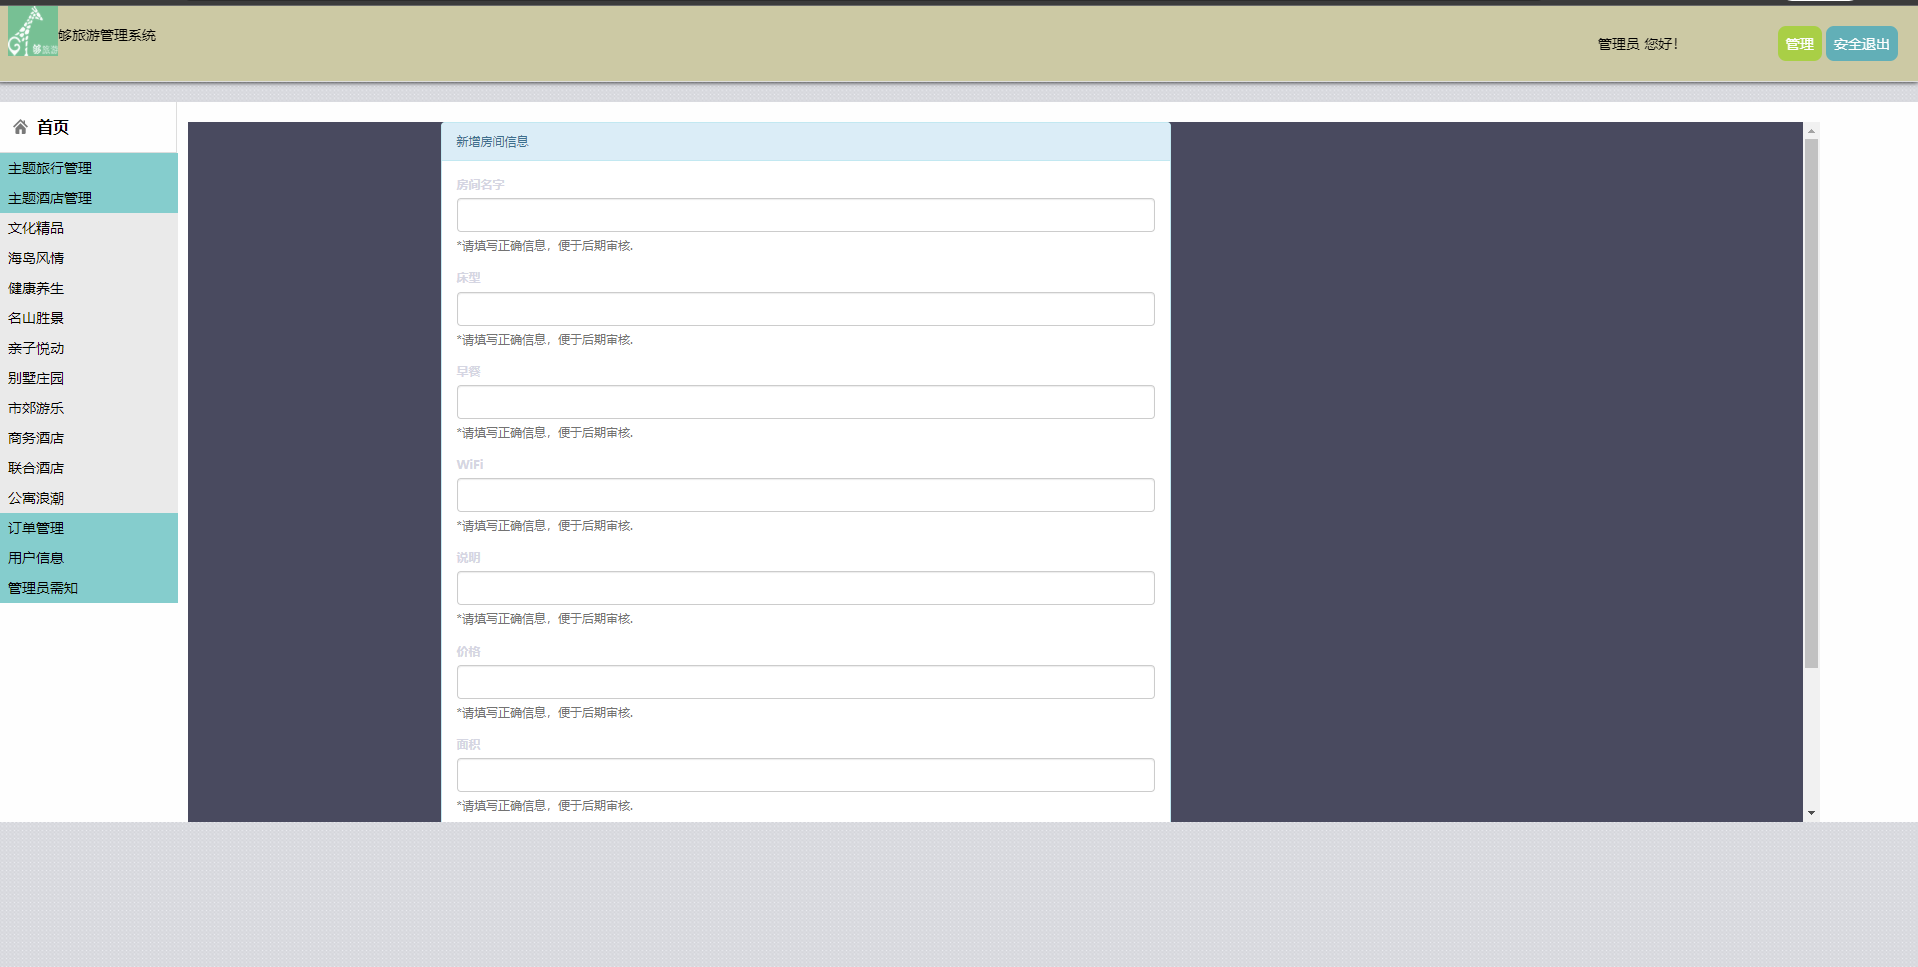 够旅游
够旅游管理系统
管理员 您好！
管理
安全退出
首页
主题旅行管理
主题酒店管理
文化精品
海岛风情
健康养生
名山胜景
亲子悦动
别墅庄园
市郊游乐
商务酒店
联合酒店
公寓浪潮
订单管理
用户信息
管理员需知
新增房间信息
房间名字
*请填写正确信息，便于后期审核.
床型
*请填写正确信息，便于后期审核.
早餐
*请填写正确信息，便于后期审核.
WiFi
*请填写正确信息，便于后期审核.
说明
*请填写正确信息，便于后期审核.
价格
*请填写正确信息，便于后期审核.
面积
*请填写正确信息，便于后期审核.